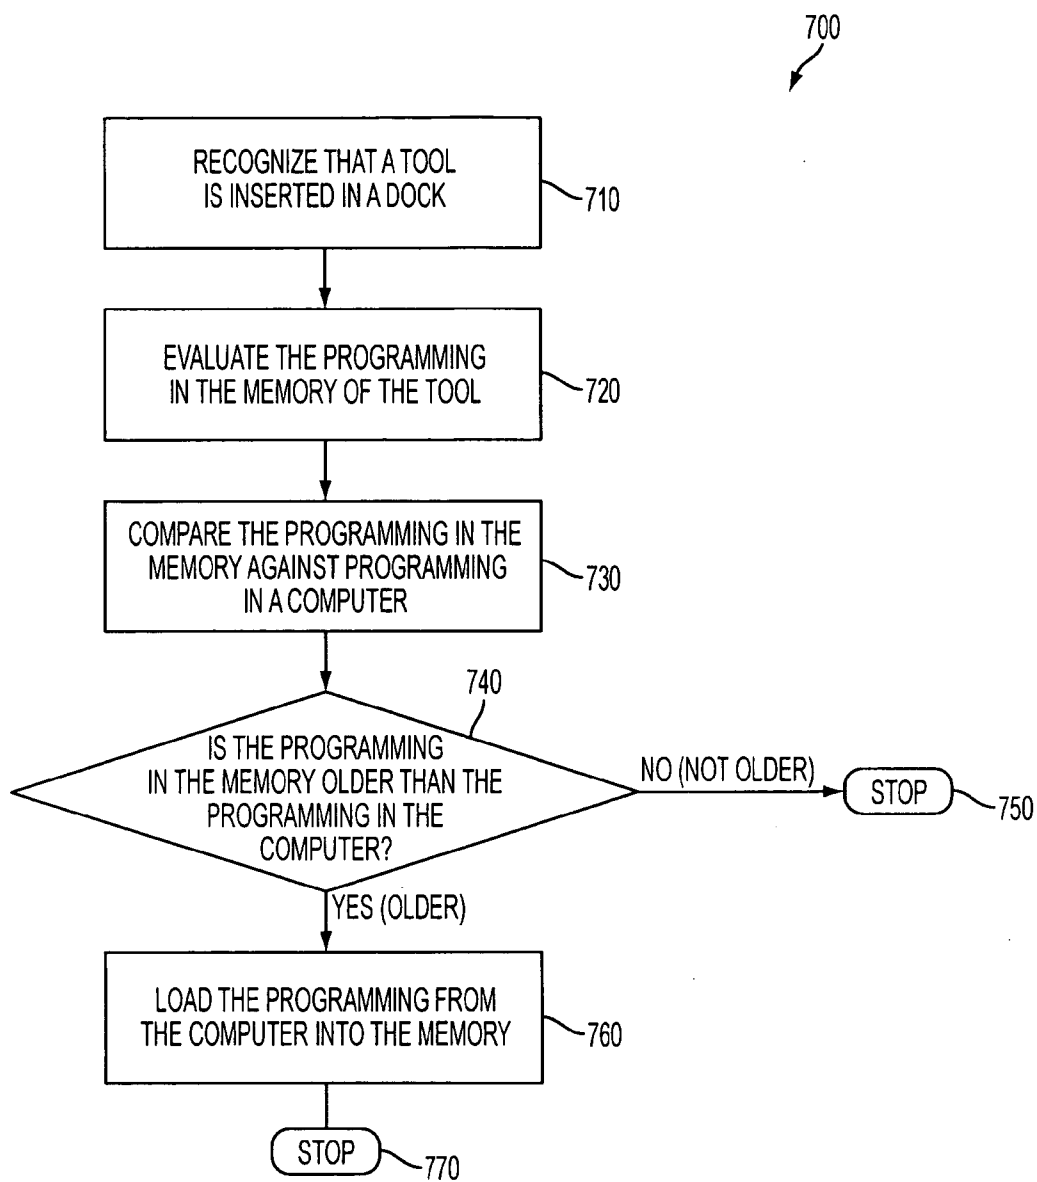 700
RECOGNIZE THAT A TOOL
IS INSERTED IN A DOCK
710
EVALUATE THE PROGRAMMING
IN THE MEMORY OF THE TOOL
720
COMPARE THE PROGRAMMING IN THE
MEMORY AGAINST PROGRAMMING
IN A COMPUTER
730
740
IS THE PROGRAMMING
IN THE MEMORY OLDER THAN THE
PROGRAMMING IN THE
COMPUTER?
NO (NOT OLDER)
STOP
750
YES (OLDER)
LOAD THE PROGRAMMING FROM
THE COMPUTER INTO THE MEMORY
760
STOP
770